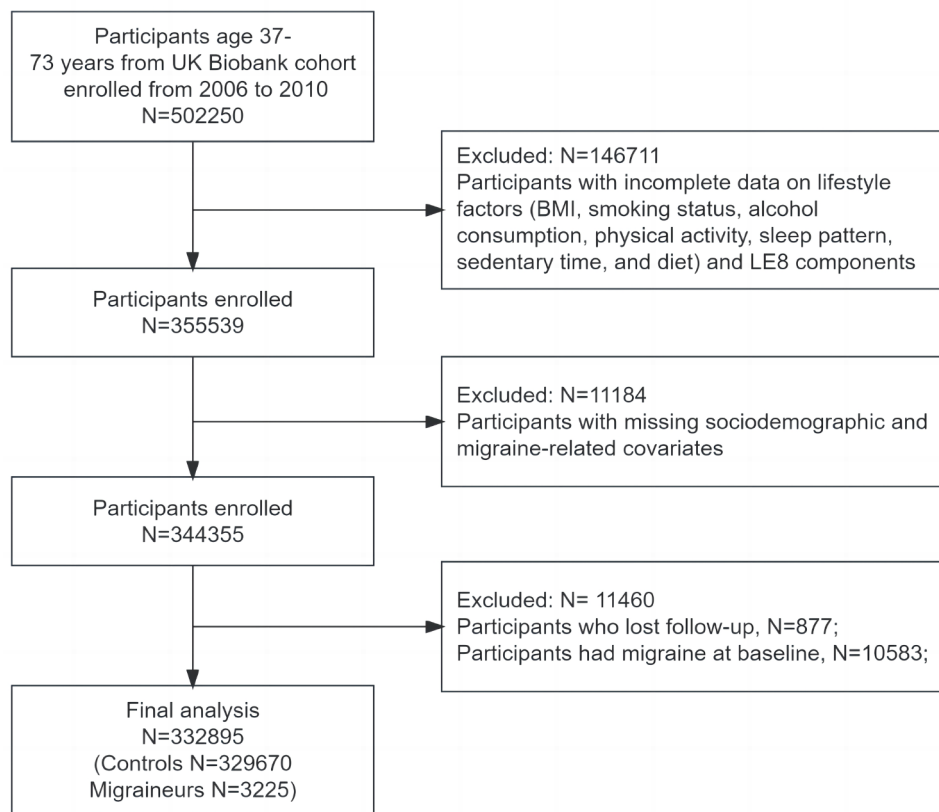 Participants age 37-
73 years from UK Biobank cohort
enrolled from 2006 to 2010
N=502250
Excluded: N=146711
Participants with incomplete data on lifestyle
factors (BMI, smoking status, alcohol
consumption, physical activity, sleep pattern,
sedentary time, and diet) and LE8 components
Participants enrolled
N=355539
Excluded: N=11184
Participants with missing sociodemographic and
migraine-related covariates
Participants enrolled
N=344355
Excluded: N= 11460
Participants who lost follow-up, N=877;
Participants had migraine at baseline, N=10583;
Final analysis
N=332895
(Controls N=329670
Migraineurs N=3225)